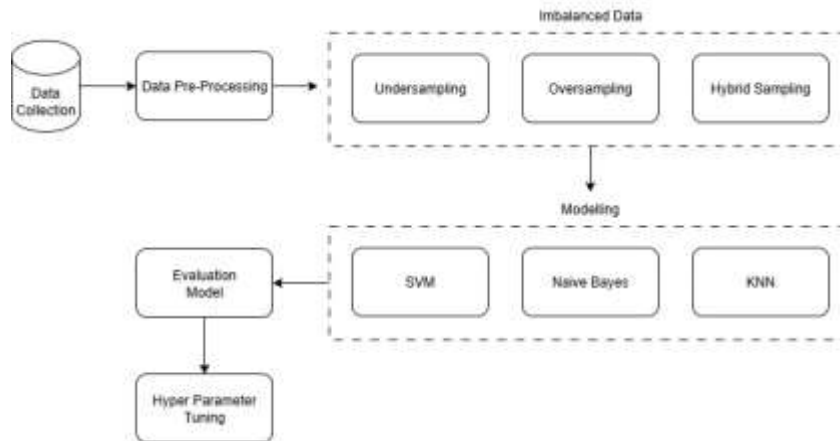 Imbalanced Data
Data
Collection
Data Pre-Processing
Undersampling
Oversampling
Hybrid Sampling
Modelling
SVM
Naive Bayes
KNN
Evaluation
Model
Hyper Parameter
Tuning